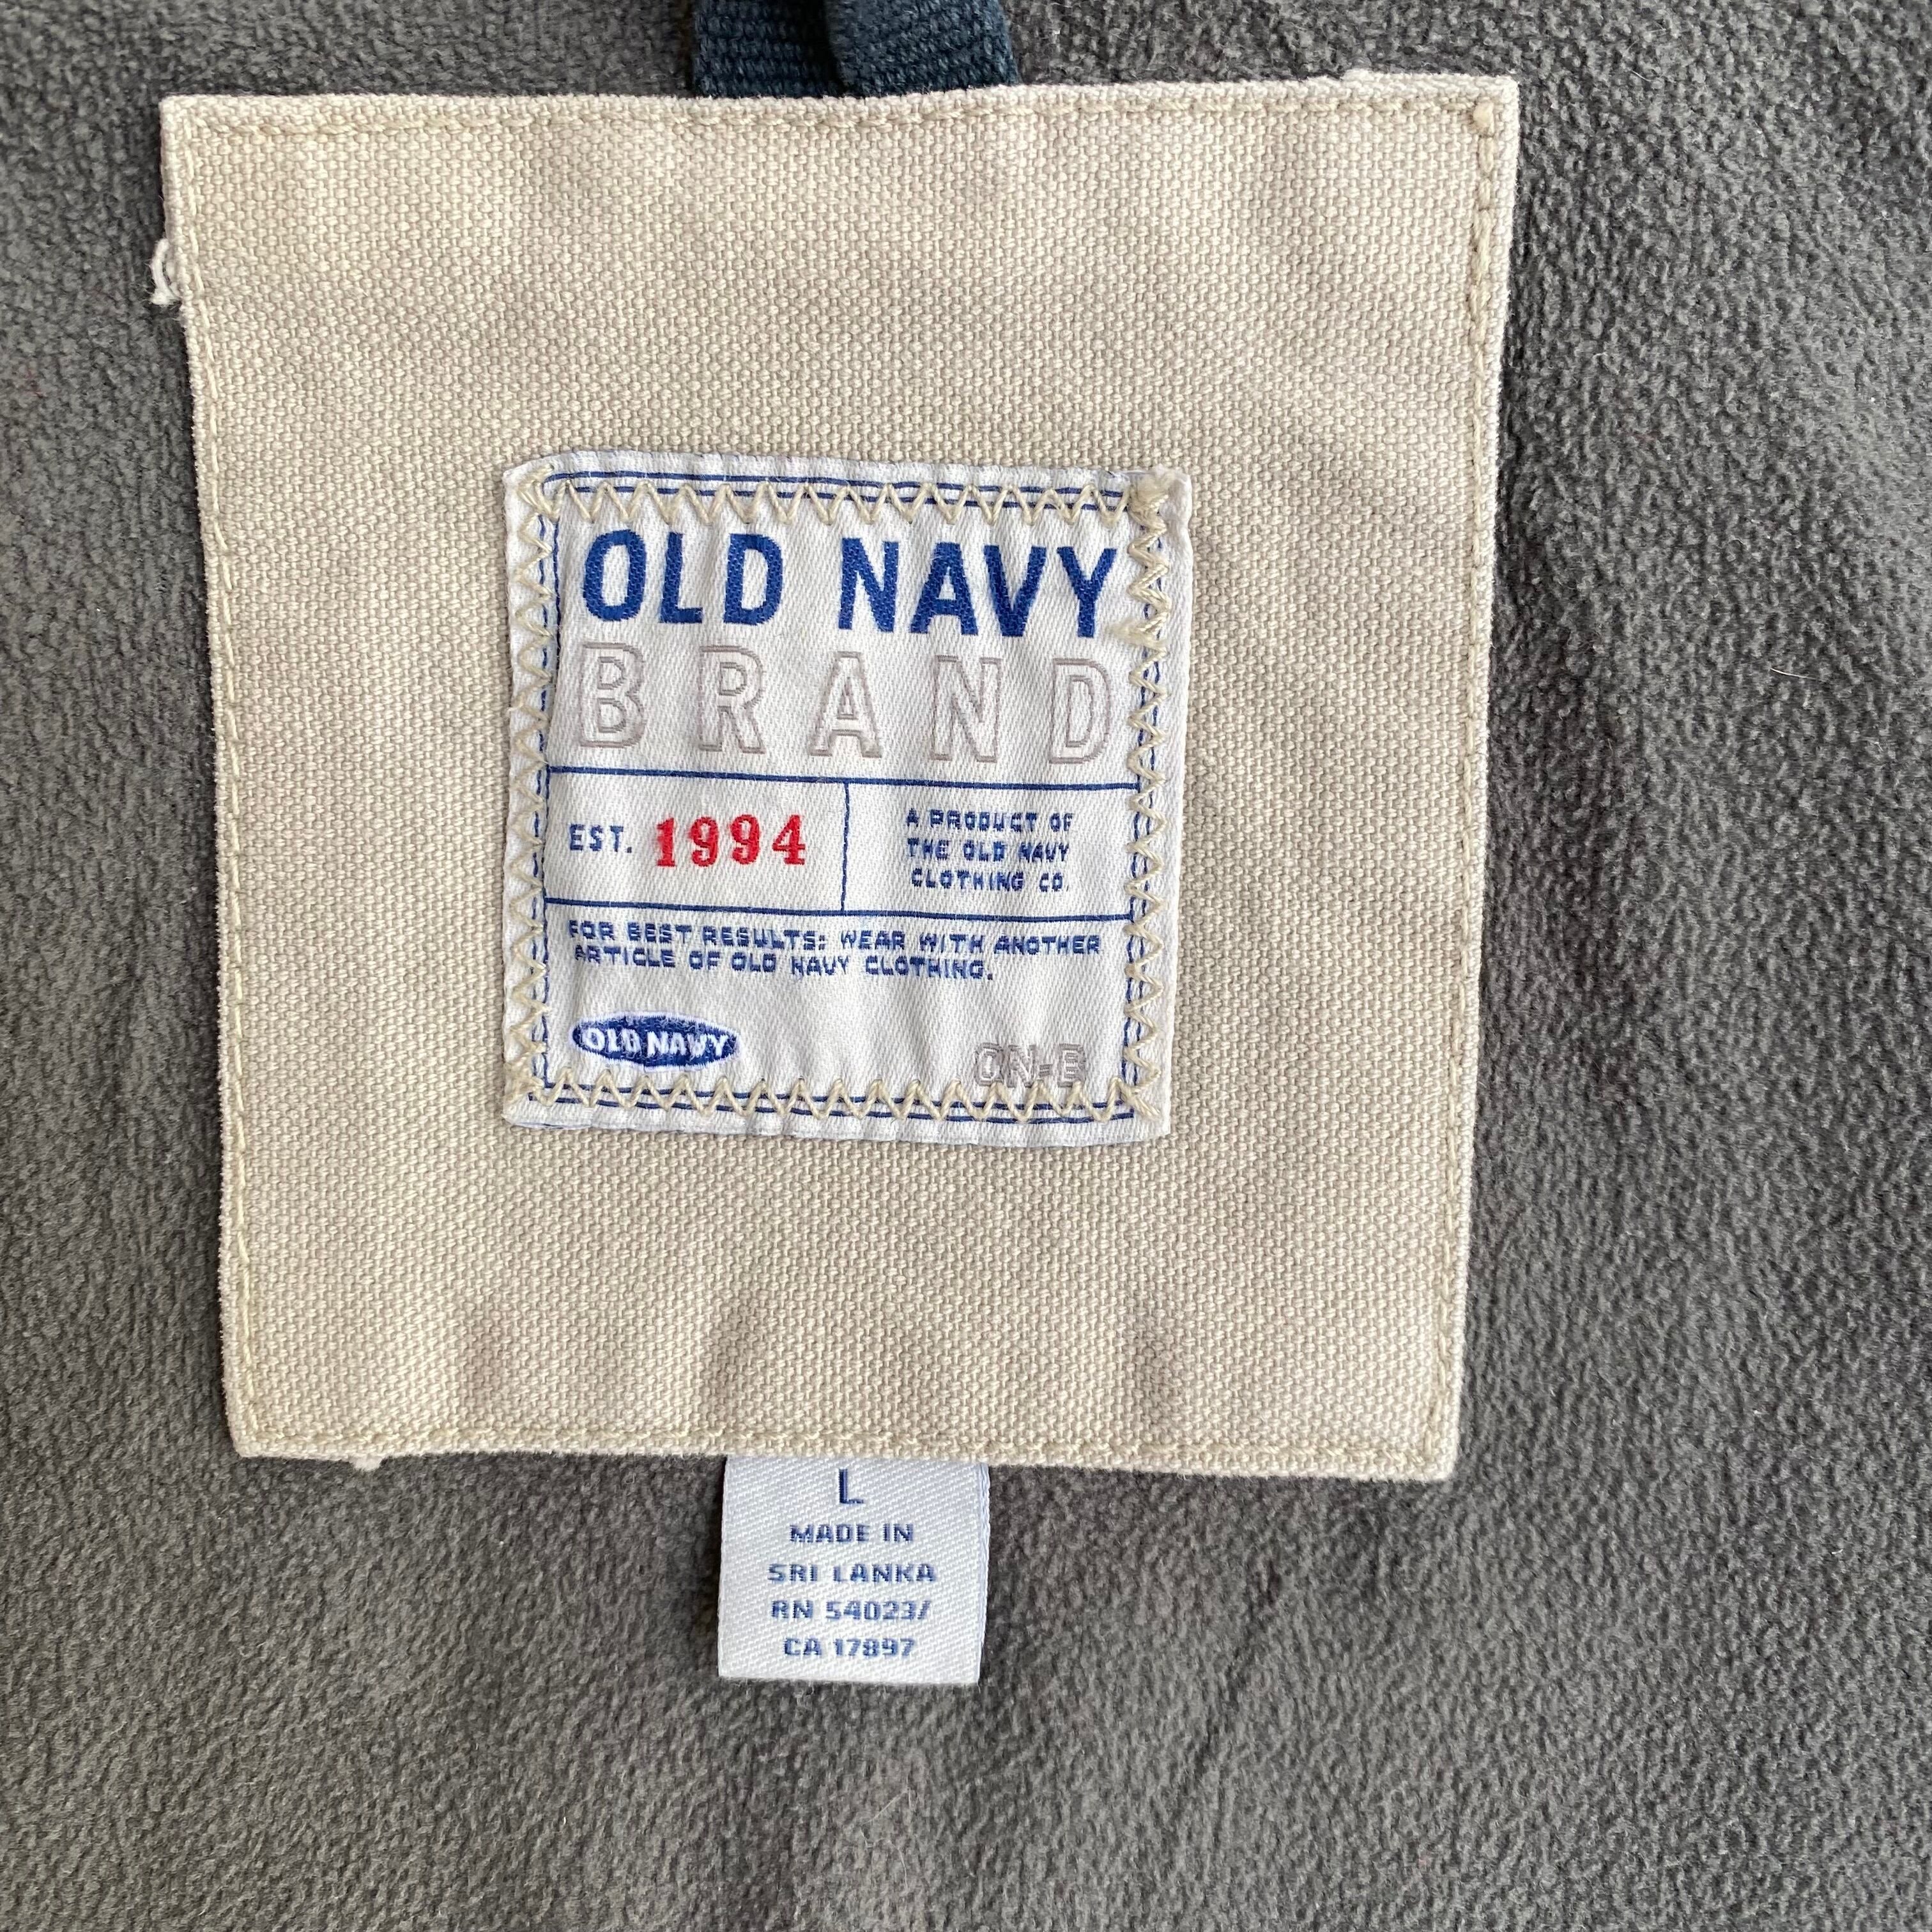 OLD NAVY
BRAND
EST. 1994
A PRODUCT OF
THE OLD NAVY
CLOTHING CO.
FOR BEST RESULTS: WEAR WITH ANOTHER
ARTICLE OF OLD NAVY CLOTHING.
OLD NAVY
ON-B
L
MADE IN
SRI LANKA
RN 54023/
CA 17897